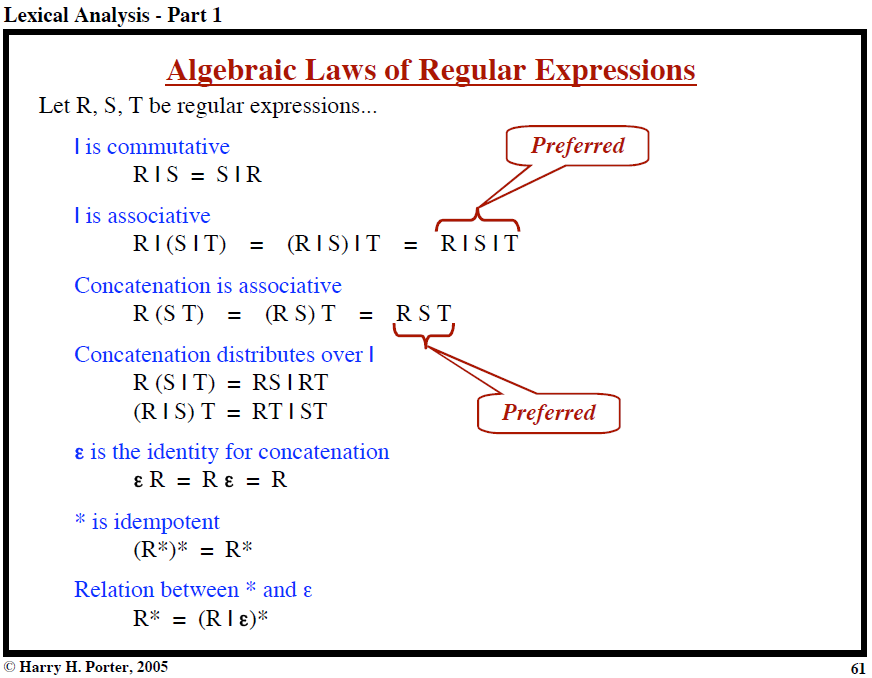 Lexical Analysis - Part 1
Algebraic Laws of Regular Expressions
Let R, S, T be regular expressions...
| is commutative
R | S = S | R
Preferred
| is associative
R | (S | T) = (R | S) | T = R | S | T
Concatenation is associative
R (S T) = (R S) T = R S T
Concatenation distributes over |
R (S | T) = RS | RT
(R | S) T = RT | ST
Preferred
ε is the identity for concatenation
ε R = R ε = R
* is idempotent
(R*)* = R*
Relation between * and ε
R* = (R | ε)*
© Harry H. Porter, 2005
61